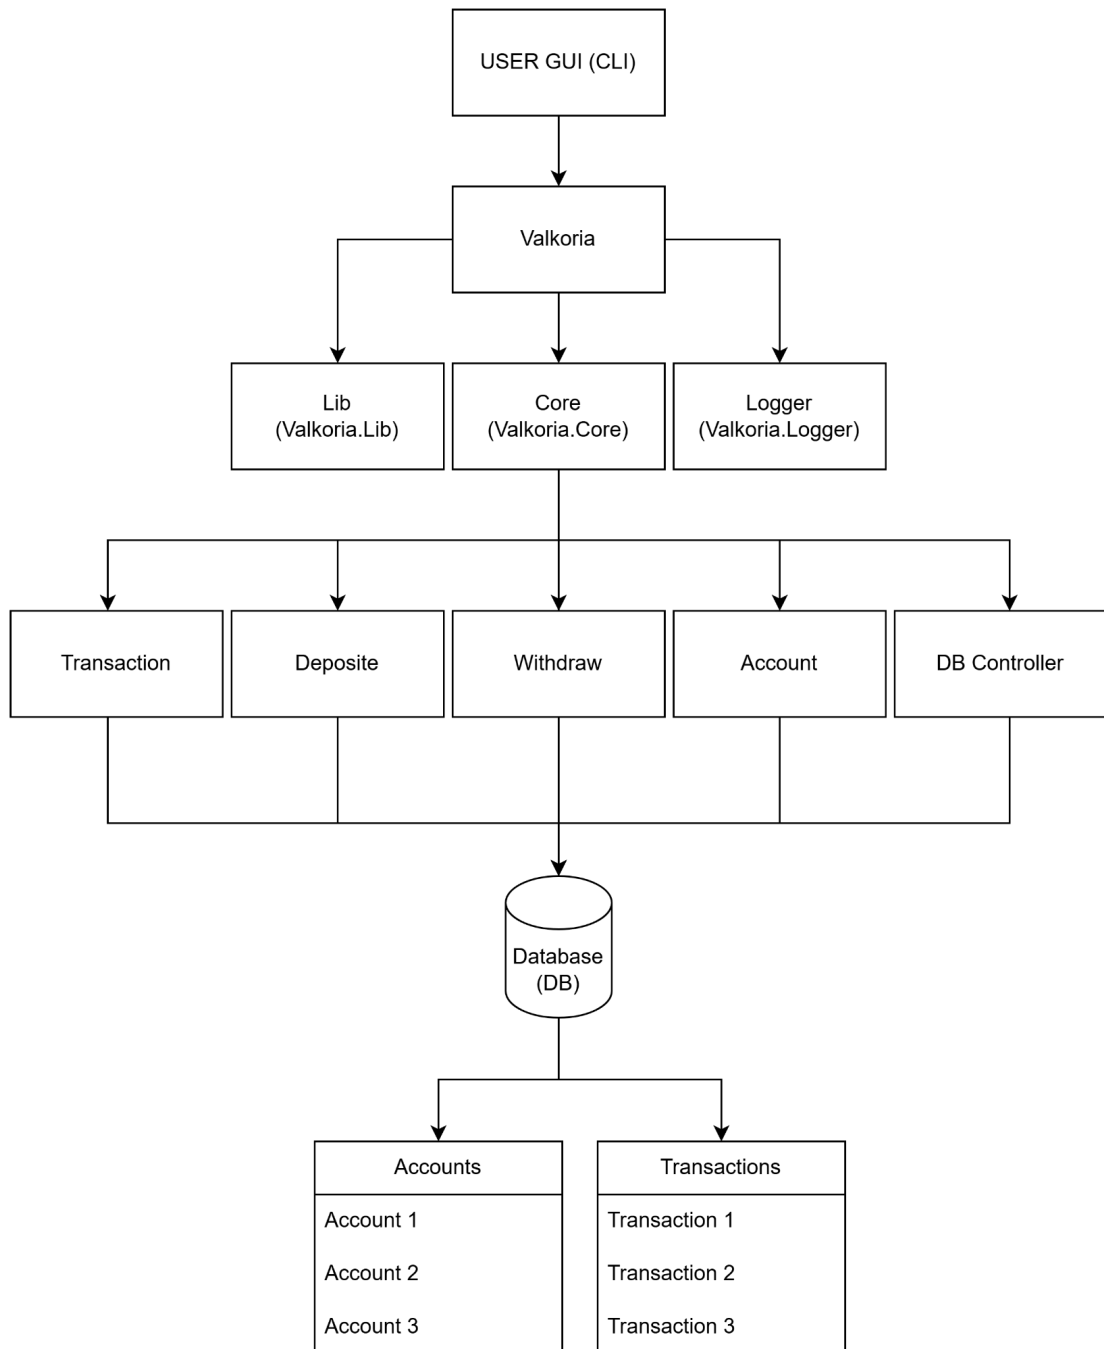 USER GUI (CLI)
Valkoria
Lib
(Valkoria.Lib)
Core
(Valkoria.Core)
Logger
(Valkoria.Logger)
Transaction
Deposite
Withdraw
Account
DB Controller
Database
(DB)
Accounts
Account 1
Account 2
Account 3
Transactions
Transaction 1
Transaction 2
Transaction 3